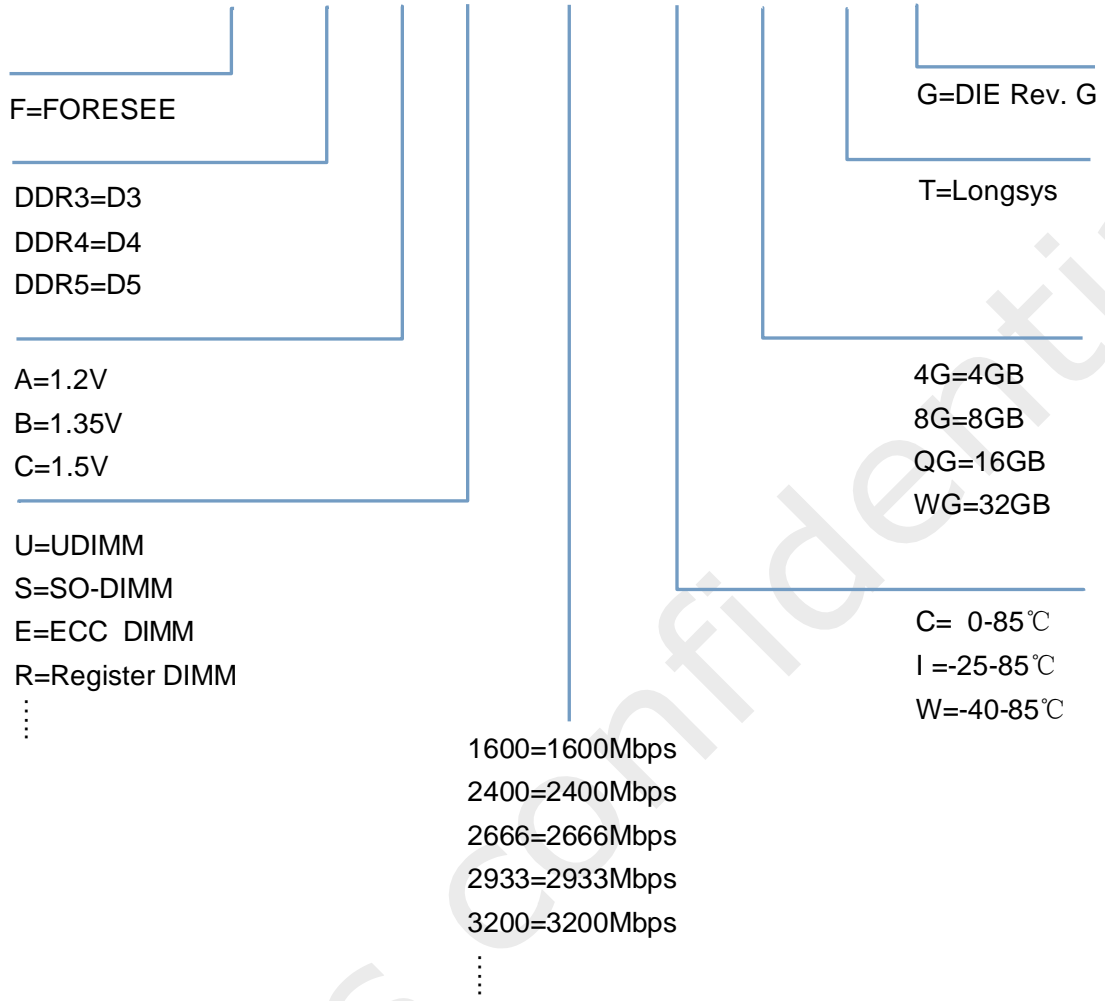 F=FORESEE
DDR3=D3
DDR4=D4
DDR5=D5
A=1.2V
B=1.35V
C=1.5V
U=UDIMM
S=SO-DIMM
E=ECC DIMM
R=Register DIMM
1600=1600Mbps
2400=2400Mbps
2666=2666Mbps
2933=2933Mbps
3200=3200Mbps
G=DIE Rev. G
T=Longsys
4G=4GB
8G=8GB
QG=16GB
WG=32GB
C= 0-85℃
I =-25-85℃
W=-40-85℃